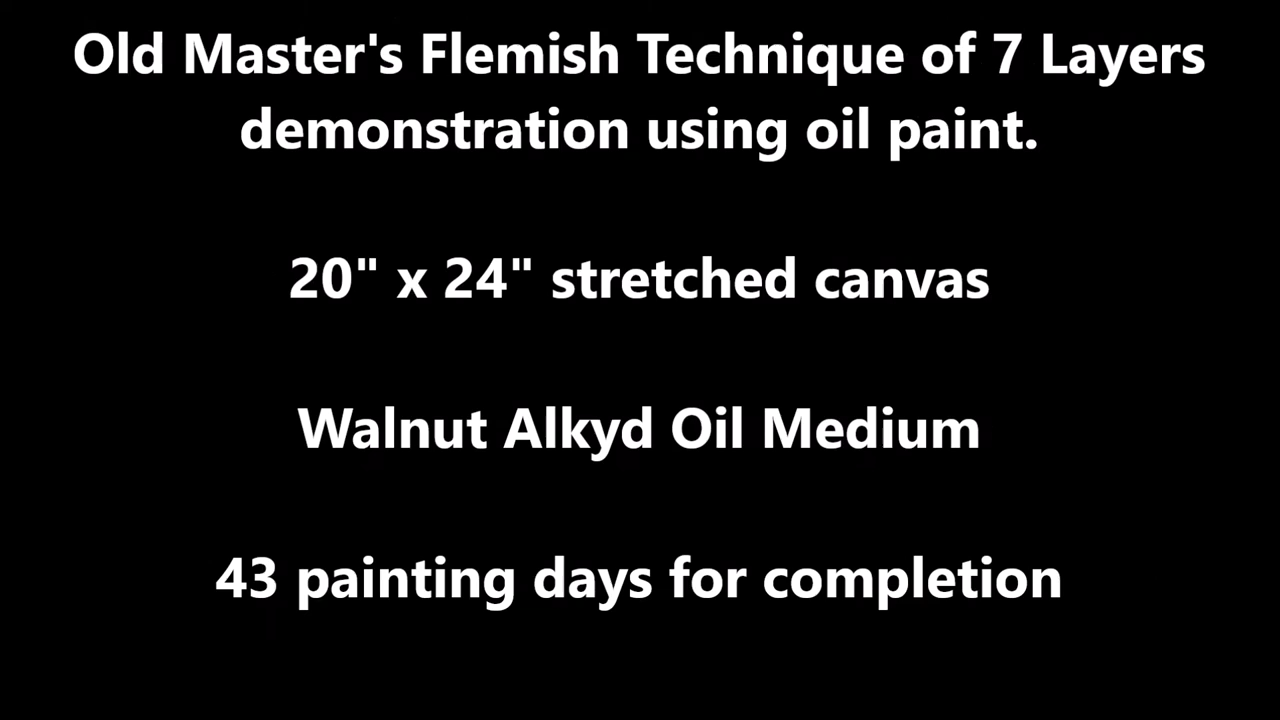 Old Master's Flemish Technique of 7 Layers
demonstration using oil paint.
20" x 24" stretched canvas
Walnut Alkyd Oil Medium
43 painting days for completion